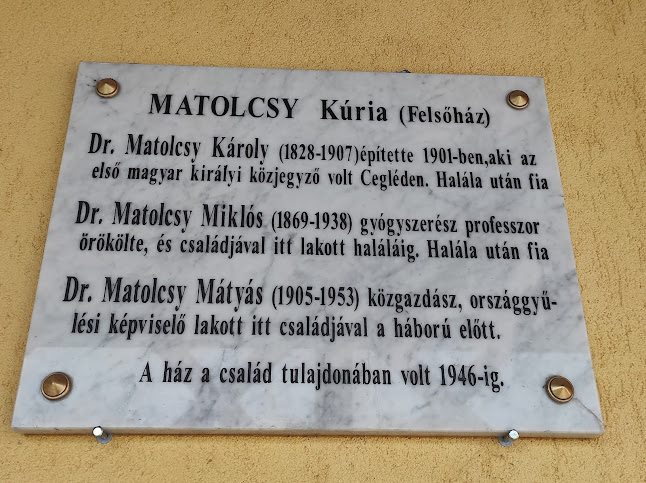 MATOLCSY Kúria (Felsőház)
Dr. Matolcsy Károly (1828-1907)építette 1901-ben,aki az
első magyar királyi közjegyző volt Cegléden. Halála után fia
Dr. Matolcsy Miklós (1869-1938) gyógyszerész professzor
örökölte, és családjával itt lakott haláláig. Halála után fia
Dr. Matolcsy Mátyás (1905-1953) közgazdász, országgyű-
lési képviselő lakott itt családjával a háború előtt.
A ház a család tulajdonában volt 1946-ig.